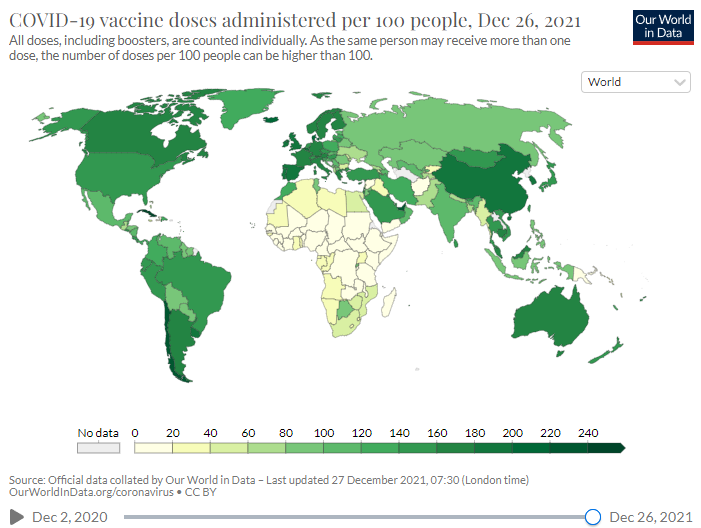 COVID-19 vaccine doses administered per 100 people, Dec 26, 2021
Our World
in Data
All doses, including boosters, are counted individually. As the same person may receive more than one
dose, the number of doses per 100 people can be higher than 100.
World
No data 0 20 40 60 80 100 120 140 160 180 200 220 240
Source: Official data collated by Our World in Data – Last updated 27 December 2021, 07:30 (London time)
OurWorldInData.org/coronavirus • CC BY
Dec 2, 2020 Dec 26, 2021